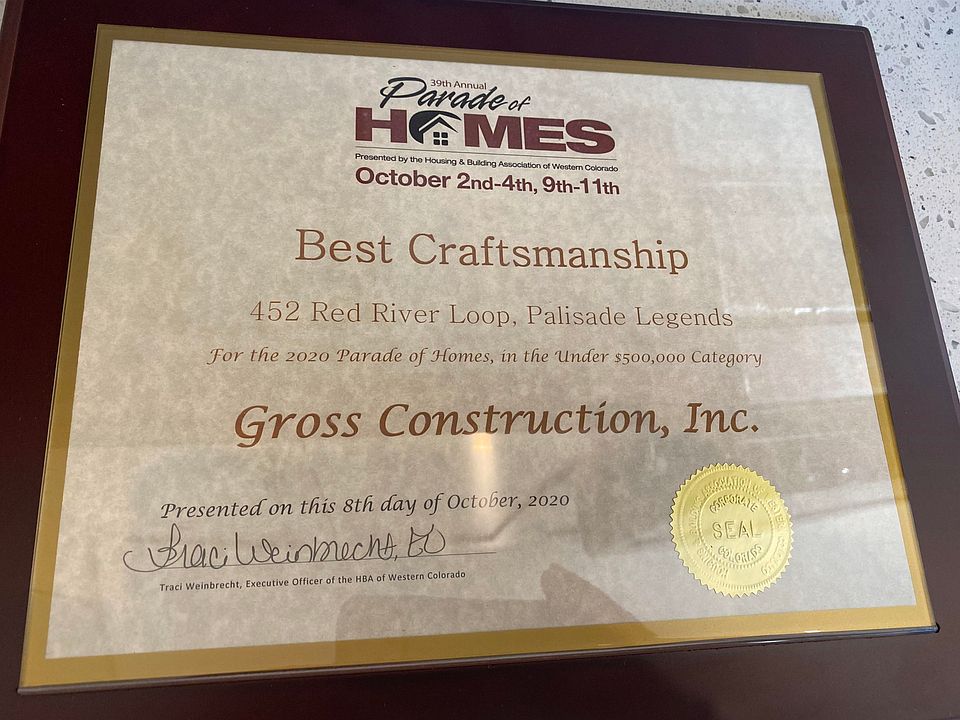 39th Annual
Parade of
HOMES
Presented by the Housing & Building Association of Western Colorado
October 2nd-4th, 9th-11th
Best Craftsmanship
452 Red River Loop, Palisade Legends
For the 2020 Parade of Homes, in the Under $500,000 Category
Gross Construction, Inc.
Presented on this 8th day of October, 2020
Traci Weinbrecht, EO
Traci Weinbrecht, Executive Officer of the HBA of Western Colorado
CORPORATE
SEAL
COLORADO